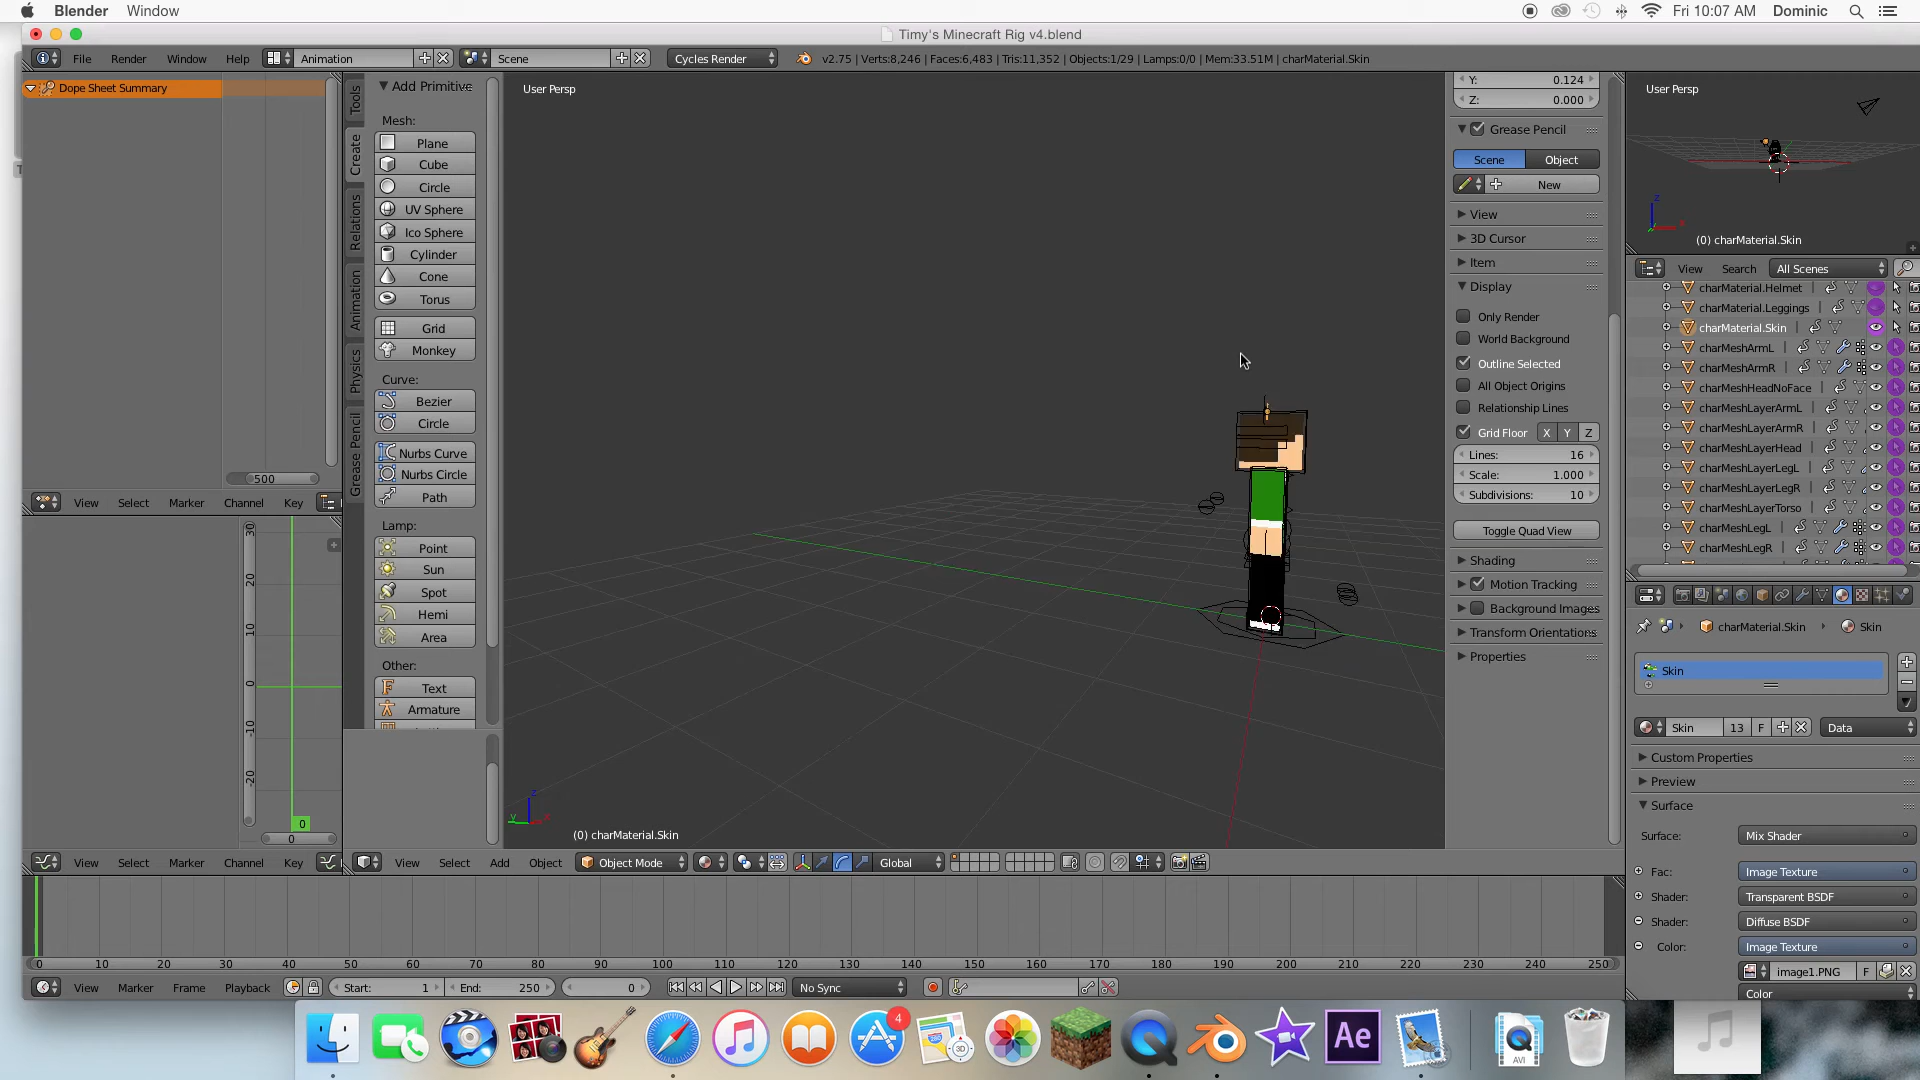 Blender Window
Fri 10:07 AM Dominic
Timy's Minecraft Rig v4.blend
File Render Window Help Animation Scene Cycles Render v2.75 | Verts:8,246 | Faces:6,483 | Tris:11,352 | Objects:1/29 | Lamps:0/0 | Mem:33.51M | charMaterial.Skin
Dope Sheet Summary
500
View Select Marker Channel Key
30
20
10
0
-10
-20
0
0
View Select Marker Channel Key
Tools
Create
Relations
Animation
Physics
Grease Pencil
Add Primitive
Mesh:
Plane
Cube
Circle
UV Sphere
Ico Sphere
Cylinder
Cone
Torus
Grid
Monkey
Curve:
Bezier
Circle
Nurbs Curve
Nurbs Circle
Path
Lamp:
Point
Sun
Spot
Hemi
Area
Other:
Text
Armature
User Persp
z
y x
(0) charMaterial.Skin
View Select Add Object Object Mode Global
Y: 0.124
Z: 0.000
Grease Pencil
Scene Object
New
View
3D Cursor
Item
Display
Only Render
World Background
Outline Selected
All Object Origins
Relationship Lines
Grid Floor X Y Z
Lines: 16
Scale: 1.000
Subdivisions: 10
Toggle Quad View
Shading
Motion Tracking
Background Images
Transform Orientations
Properties
User Persp
z
x
(0) charMaterial.Skin
View Search All Scenes
charMaterial.Helmet
charMaterial.Leggings
charMaterial.Skin
charMeshArmL
charMeshArmR
charMeshHeadNoFace
charMeshLayerArmL
charMeshLayerArmR
charMeshLayerHead
charMeshLayerLegL
charMeshLayerLegR
charMeshLayerTorso
charMeshLegL
charMeshLegR
charMaterial.Skin Skin
Skin
Skin 13 F Data
Custom Properties
Preview
Surface
Surface: Mix Shader
Fac: Image Texture
Shader: Transparent BSDF
Shader: Diffuse BSDF
Color: Image Texture
image1.PNG F
Color
0 10 20 30 40 50 60 70 80 90 100 110 120 130 140 150 160 170 180 190 200 210 220 230 240 250
View Marker Frame Playback Start: 1 End: 250 0 No Sync
4
3D
Ae
AVI